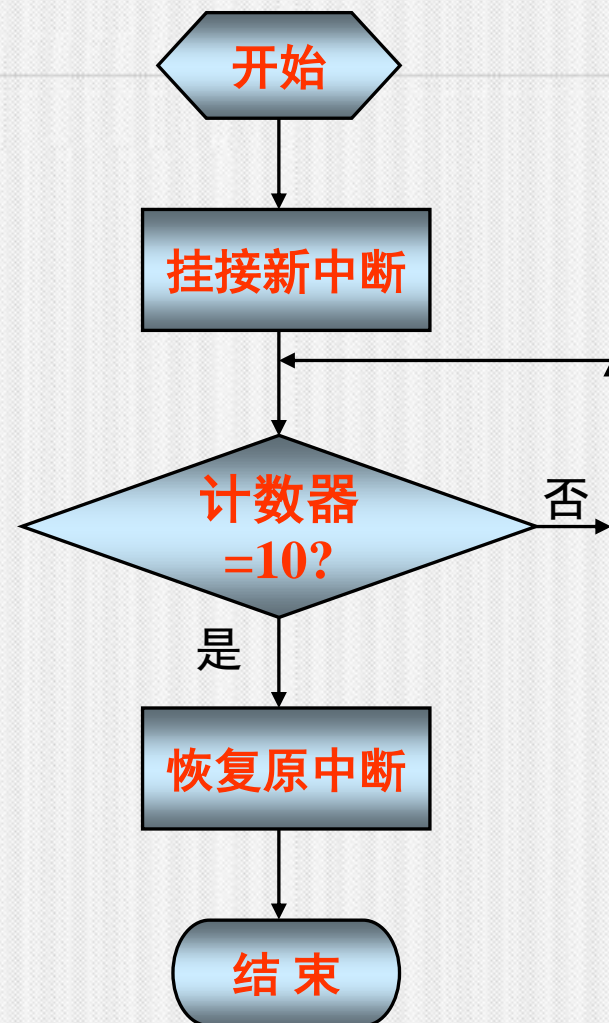 开始
挂接新中断
计数器
=10?
否
是
恢复原中断
结 束